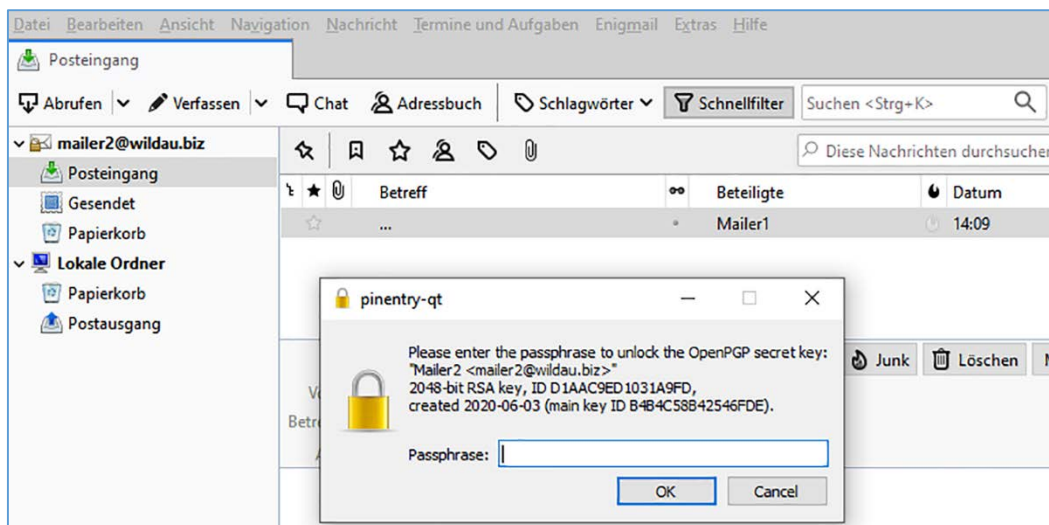 Datei Bearbeiten Ansicht Navigation Nachricht Termine und Aufgaben Enigmail Extras Hilfe
Posteingang
Abrufen Verfassen Chat Adressbuch Schlagwörter Schnellfilter Suchen <Strg+K>
mailer2@wildau.biz
Diese Nachrichten durchsuchen
Posteingang
Gesendet
Papierkorb
Lokale Ordner
Papierkorb
Postausgang
Betreff Beteiligte Datum
... Mailer1 14:09
pinentry-qt
Please enter the passphrase to unlock the OpenPGP secret key:
"Mailer2 <mailer2@wildau.biz>"
2048-bit RSA key, ID D1AAC9ED1031A9FD,
created 2020-06-03 (main key ID B4B4C58B42546FDE).
Passphrase:
OK Cancel
Junk Löschen
Betr